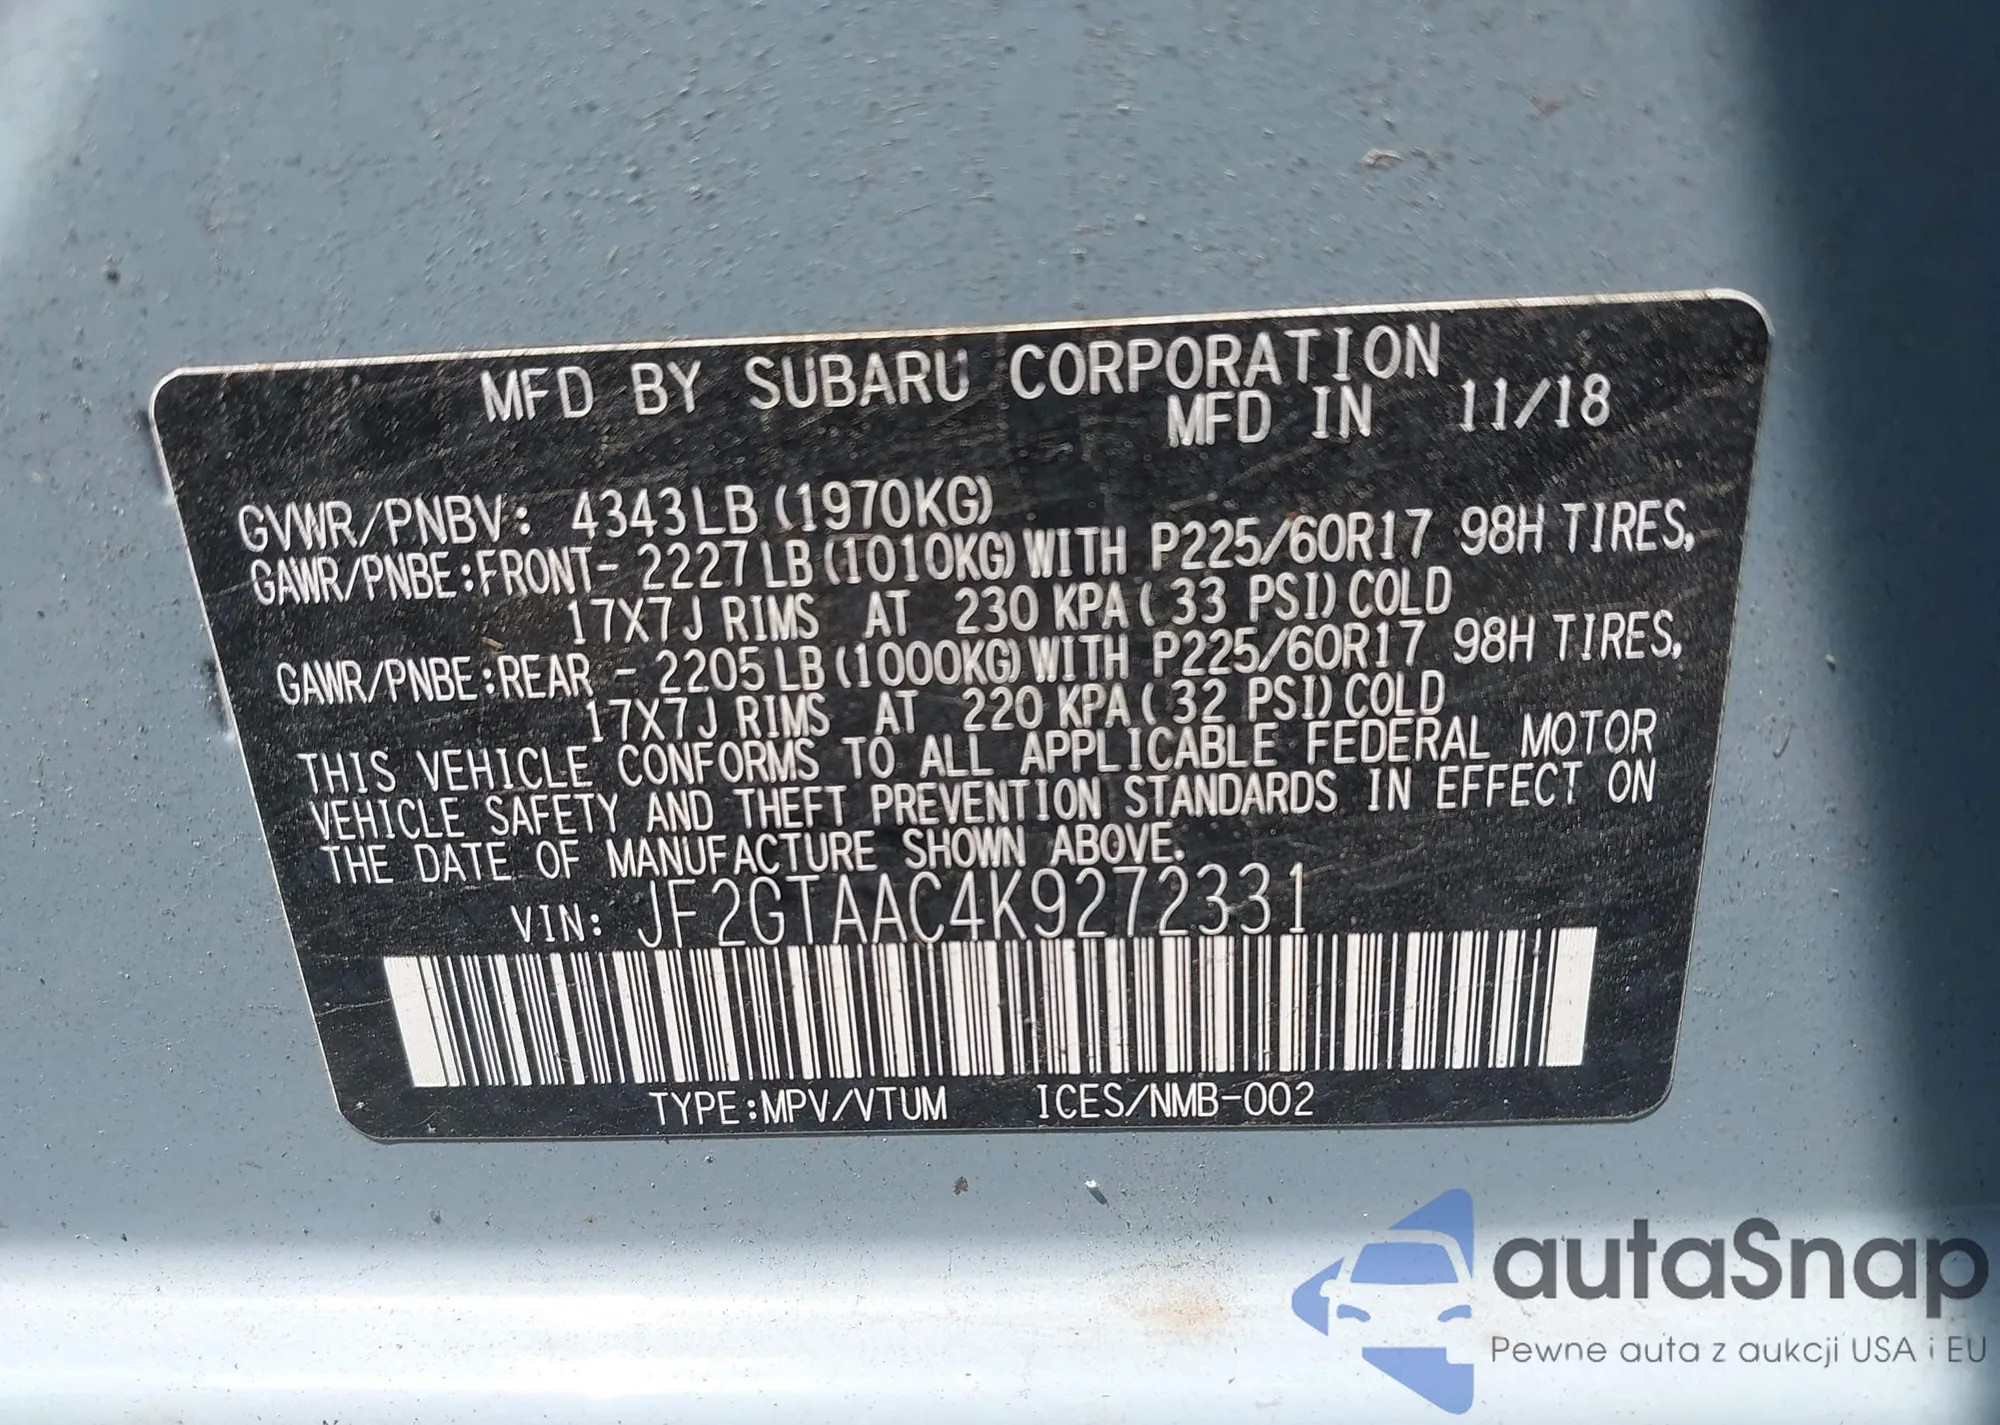 MFD BY SUBARU CORPORATION
MFD IN 11/18
GVWR/PNBV: 4343LB (1970KG)
GAWR/PNBE:FRONT- 2227LB (1010KG) WITH P225/60R17 98H TIRES,
17X7J RIMS AT 230 KPA ( 33 PSI) COLD
GAWR/PNBE:REAR - 2205LB (1000KG) WITH P225/60R17 98H TIRES,
17X7J RIMS AT 220 KPA ( 32 PSI) COLD
THIS VEHICLE CONFORMS TO ALL APPLICABLE FEDERAL MOTOR
VEHICLE SAFETY AND THEFT PREVENTION STANDARDS IN EFFECT ON
THE DATE OF MANUFACTURE SHOWN ABOVE.
VIN: JF2GTAAC4K9272331
TYPE:MPV/VTUM ICES/NMB-002
autaSnap
Pewne auta z aukcji USA i EU